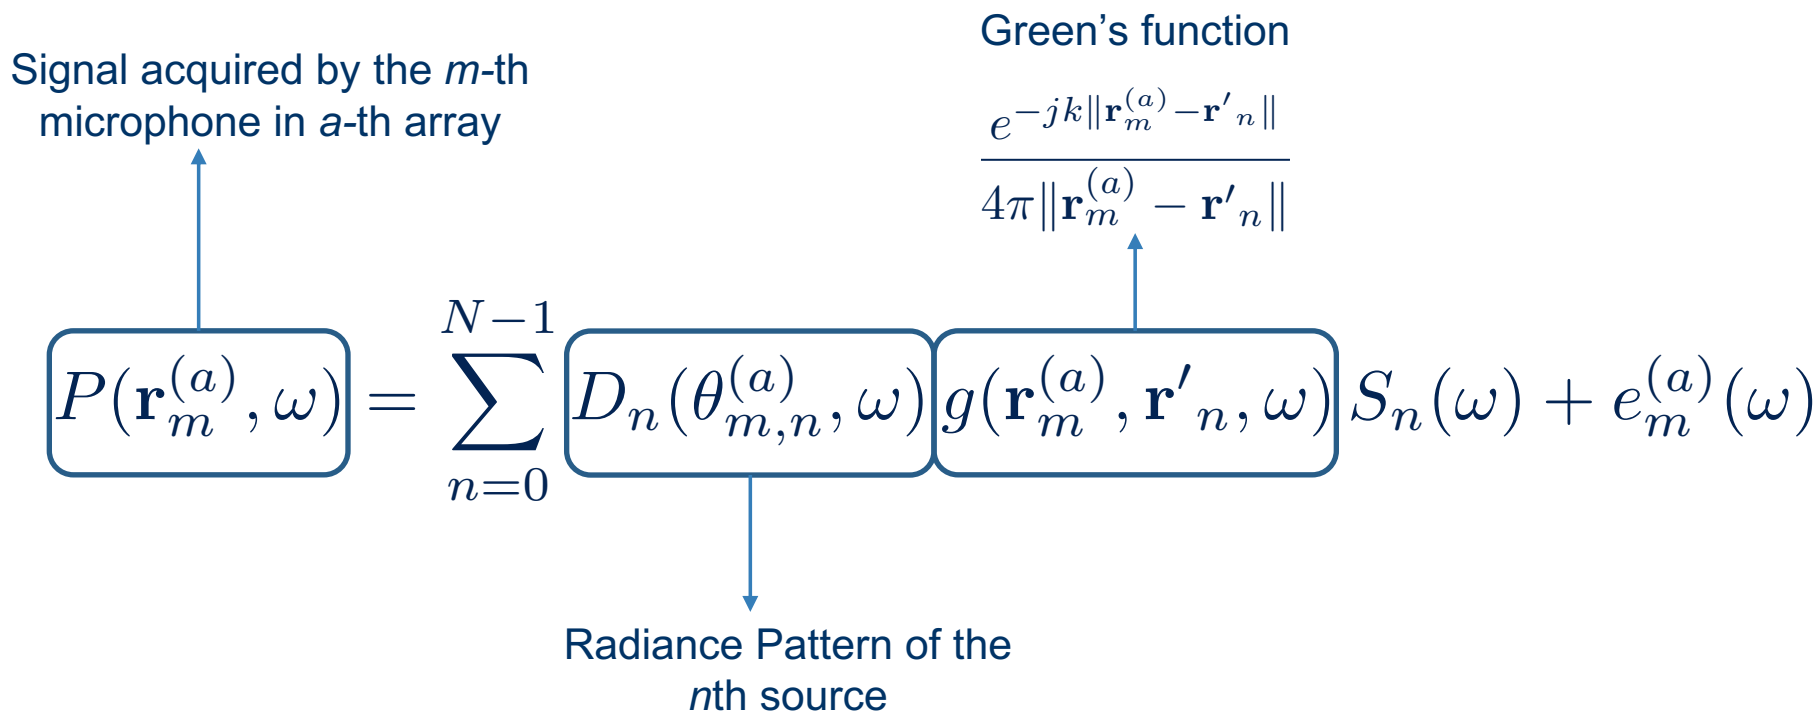 Green's function
Signal acquired by the m-th
microphone in a-th array
e^{-jk‖𝐫_m^{(a)}−𝐫′_n‖}
4π‖𝐫_m^{(a)} − 𝐫′_n‖
P(𝐫_m^{(a)}, ω) = ∑_{n=0}^{N−1} D_n(θ_{m,n}^{(a)}, ω) g(𝐫_m^{(a)}, 𝐫′_n, ω) S_n(ω) + e_m^{(a)}(ω)
Radiance Pattern of the
nth source